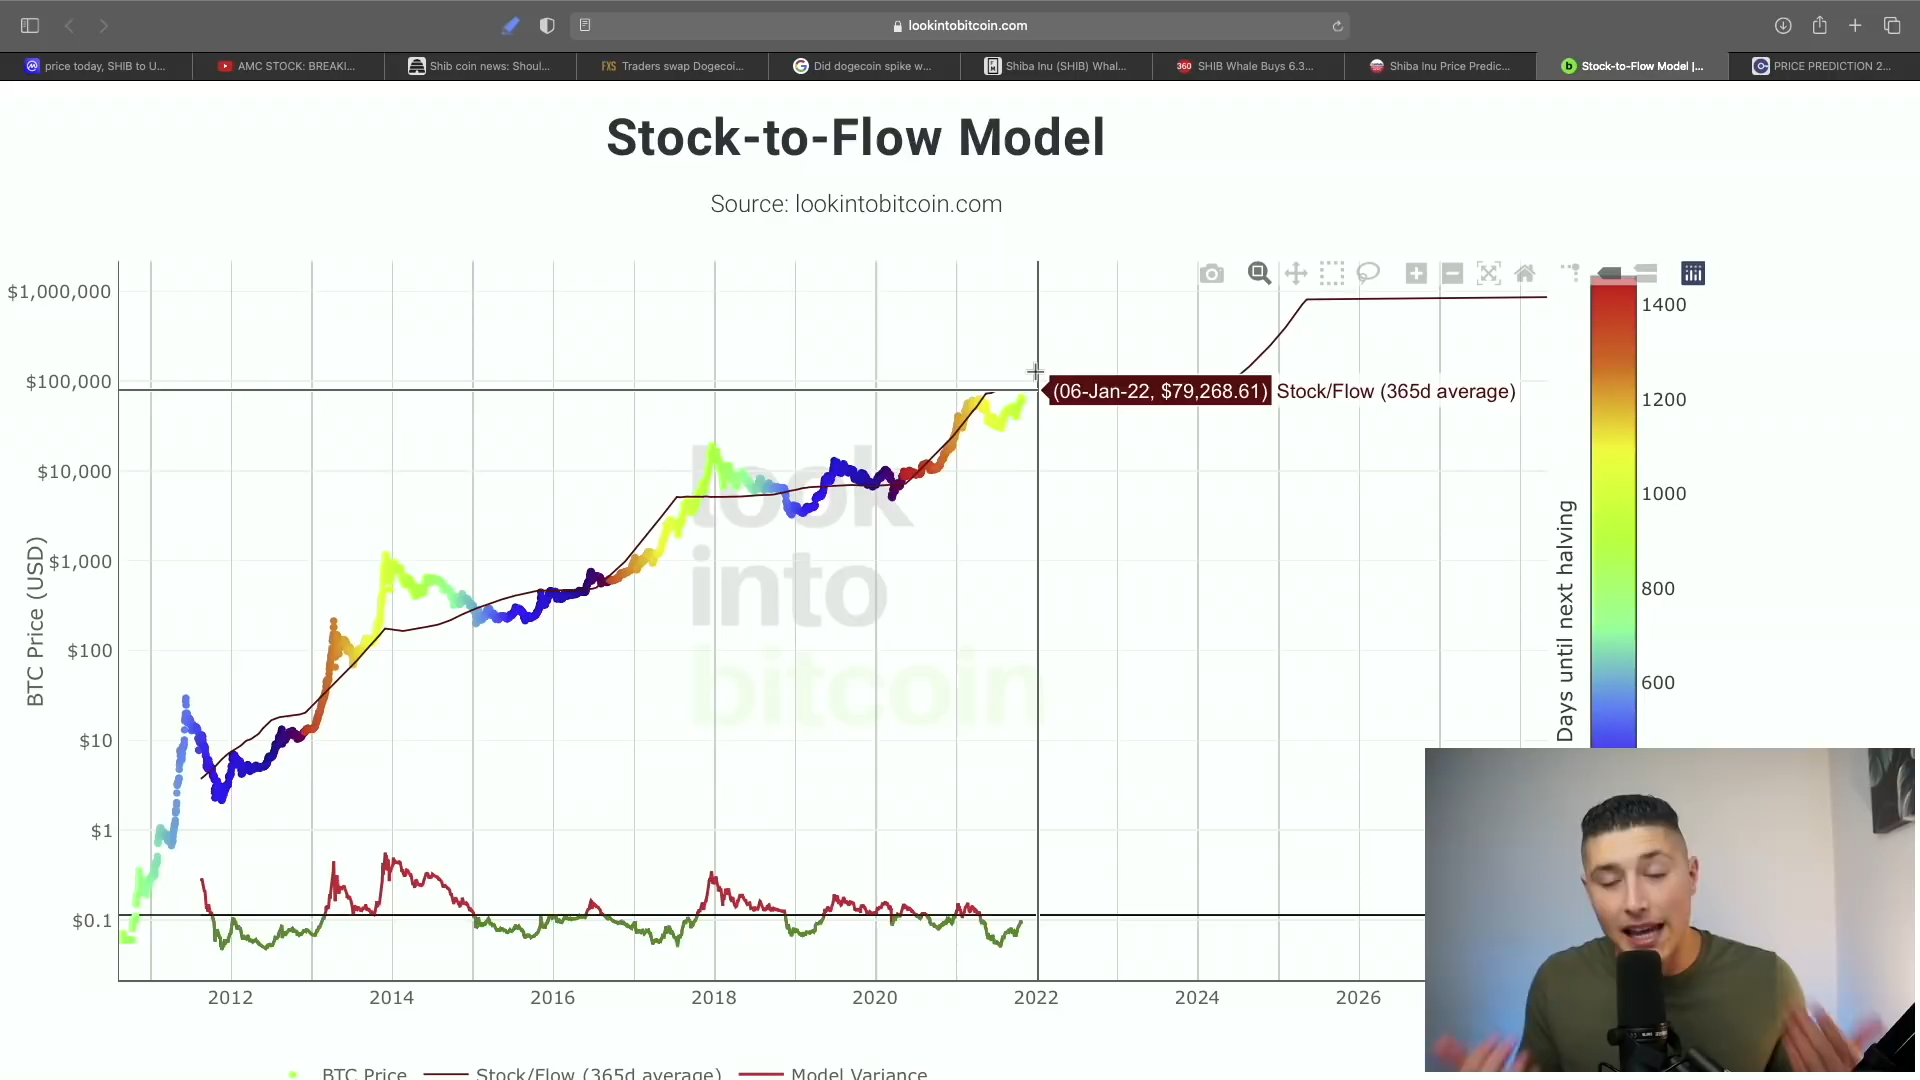 lookintobitcoin.com
price today, SHIB to U...
AMC STOCK: BREAKI...
Shib coin news: Shoul...
FXS Traders swap Dogecoi...
Did dogecoin spike w...
Shiba Inu (SHIB) Whal...
360 SHIB Whale Buys 6.3...
Shiba Inu Price Predic...
Stock-to-Flow Model |...
PRICE PREDICTION 2...
Stock-to-Flow Model
Source: lookintobitcoin.com
$1,000,000
$100,000
$10,000
$1,000
$100
$10
$1
$0.1
BTC Price (USD)
(06-Jan-22, $79,268.61) Stock/Flow (365d average)
look
into
bitcoin
1400
1200
1000
800
600
Days until next halving
2012 2014 2016 2018 2020 2022 2024 2026
BTC Price Stock/Flow (365d average) Model Variance